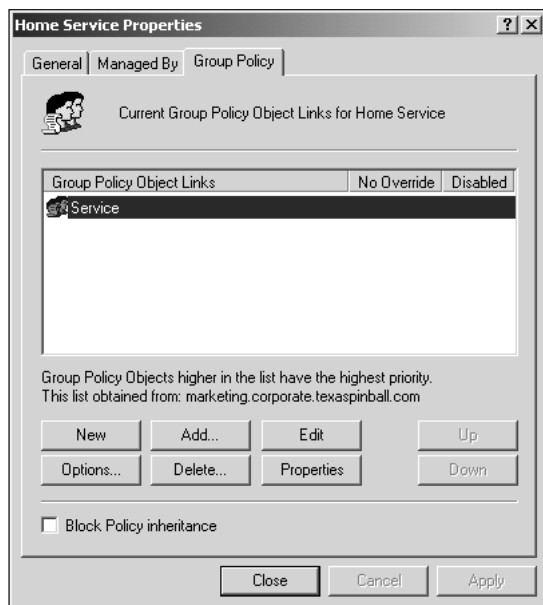 Home Service Properties
General Managed By Group Policy
Current Group Policy Object Links for Home Service
Group Policy Object Links No Override Disabled
Service
Group Policy Objects higher in the list have the highest priority.
This list obtained from: marketing.corporate.texaspinball.com
New Add... Edit Up
Options... Delete... Properties Down
Block Policy inheritance
Close Cancel Apply